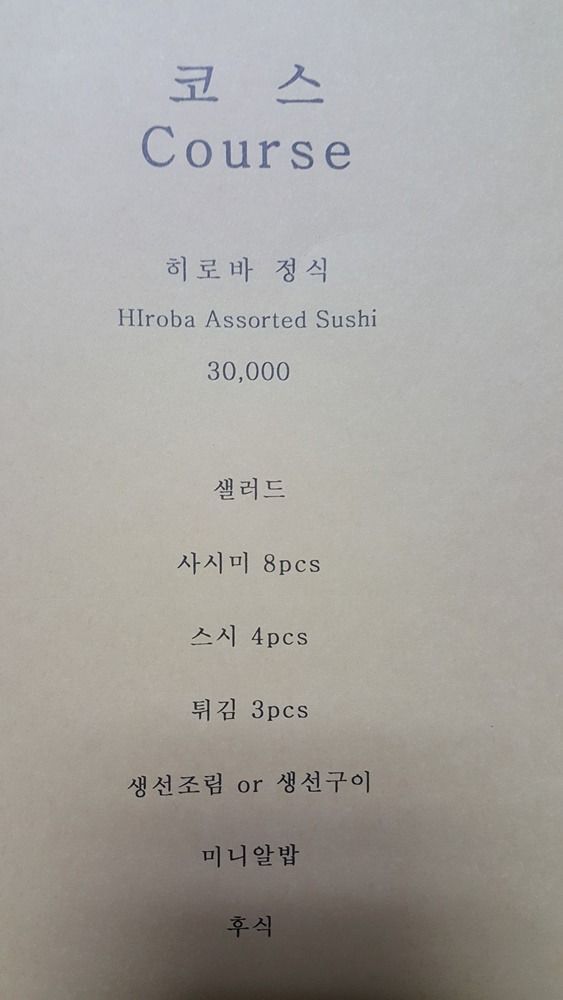 코 스
Course
히로바 정식
HIroba Assorted Sushi
30,000
샐러드
사시미 8pcs
스시 4pcs
튀김 3pcs
생선조림 or 생선구이
미니알밥
후식